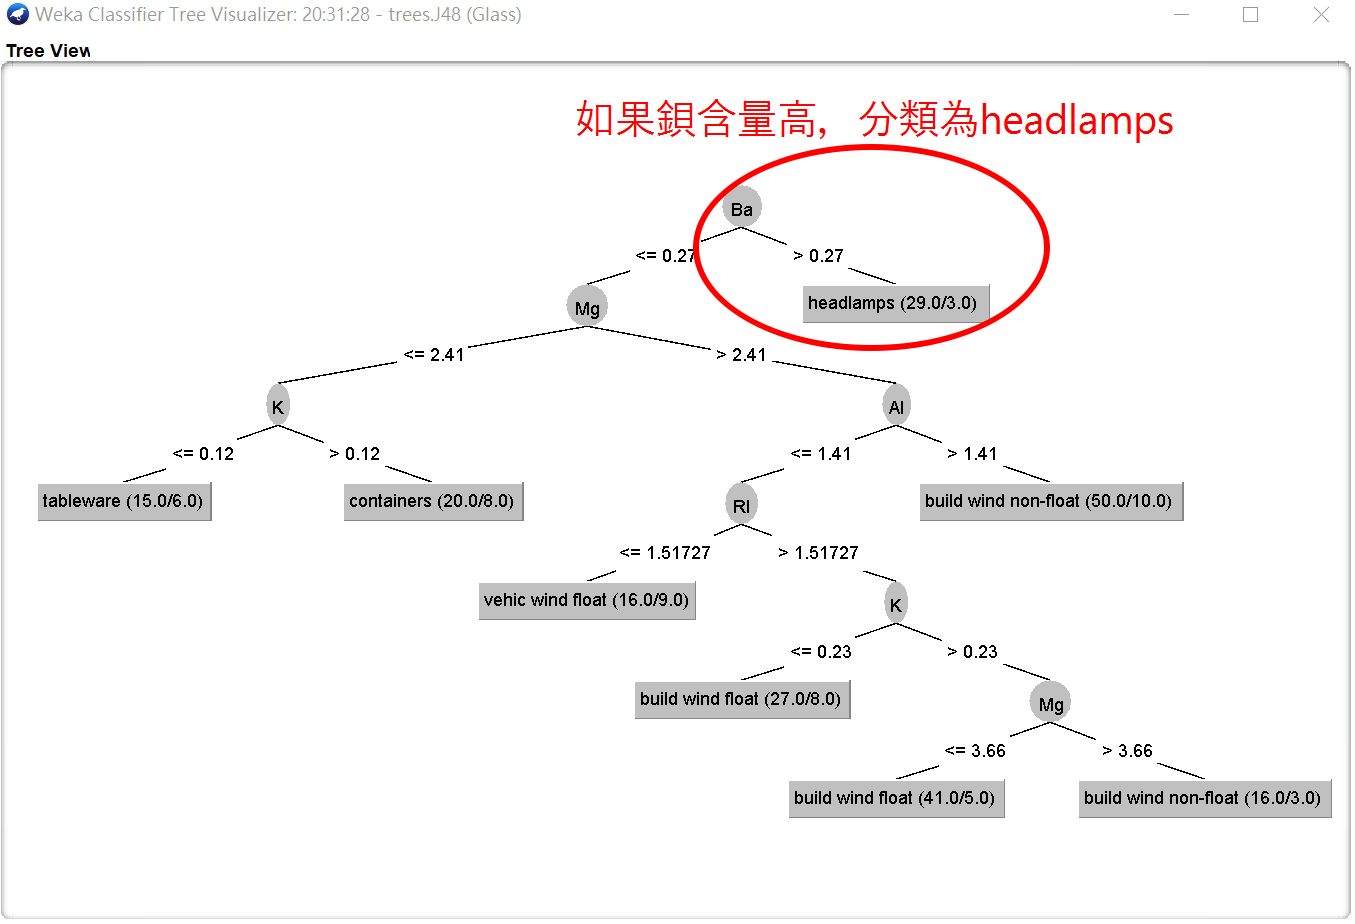 Weka Classifier Tree Visualizer: 20:31:28 - trees.J48 (Glass)
Tree View
如果鋇含量高，分類為headlamps
Ba
<= 0.27
> 0.27
Mg
headlamps (29.0/3.0)
<= 2.41
> 2.41
K
Al
<= 0.12
> 0.12
<= 1.41
> 1.41
tableware (15.0/6.0)
containers (20.0/8.0)
RI
build wind non-float (50.0/10.0)
<= 1.51727
> 1.51727
vehic wind float (16.0/9.0)
K
<= 0.23
> 0.23
build wind float (27.0/8.0)
Mg
<= 3.66
> 3.66
build wind float (41.0/5.0)
build wind non-float (16.0/3.0)